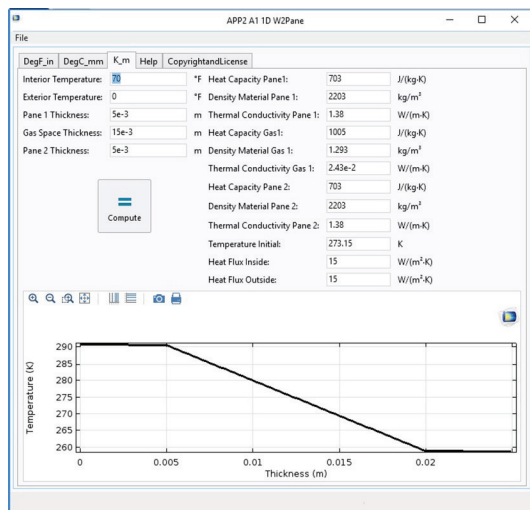 APP2 A1 1D W2Pane
File
DegF_in DegC_mm K_m Help CopyrightandLicense
Interior Temperature: 70 °F Heat Capacity Pane1: 703 J/(kg·K)
Exterior Temperature: 0 °F Density Material Pane 1: 2203 kg/m³
Pane 1 Thickness: 5e-3 m Thermal Conductivity Pane 1: 1.38 W/(m·K)
Gas Space Thickness: 15e-3 m Heat Capacity Gas1: 1005 J/(kg·K)
Pane 2 Thickness: 5e-3 m Density Material Gas 1: 1.293 kg/m³
Thermal Conductivity Gas 1: 2.43e-2 W/(m·K)
Heat Capacity Pane 2: 703 J/(kg·K)
Density Material Pane 2: 2203 kg/m³
Compute
Thermal Conductivity Pane 2: 1.38 W/(m·K)
Temperature Initial: 273.15 K
Heat Flux Inside: 15 W/(m²·K)
Heat Flux Outside: 15 W/(m²·K)
290
285
280
275
270
265
260
Temperature (K)
0 0.005 0.01 0.015 0.02
Thickness (m)